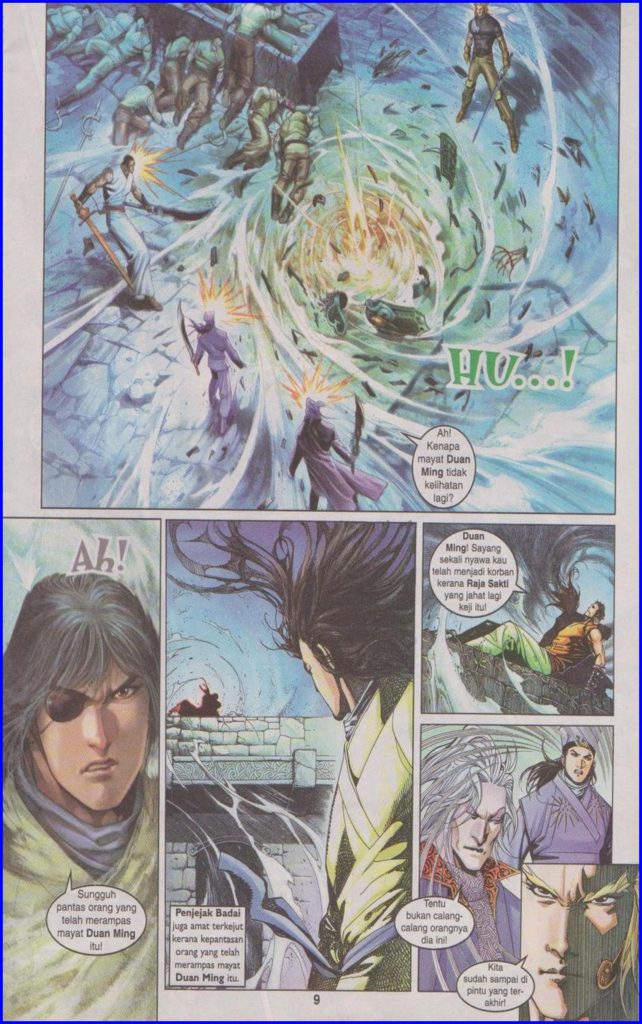 HU...!
Ah!
Kenapa
mayat Duan
Ming tidak
kelihatan
lagi?
Ah!
Sungguh
pantas orang yang
telah merampas
mayat Duan Ming
itu!
Penjejak Badai
juga amat terkejut
kerana kepantasan
orang yang telah
merampas mayat
Duan Ming itu.
Duan
Ming! Sayang
sekali nyawa kau
telah menjadi korban
kerana Raja Sakti
yang jahat lagi
keji itu!
Tentu
bukan calang-
calang orangnya
dia ini!
Kita
sudah sampai di
pintu yang ter-
akhir!
9